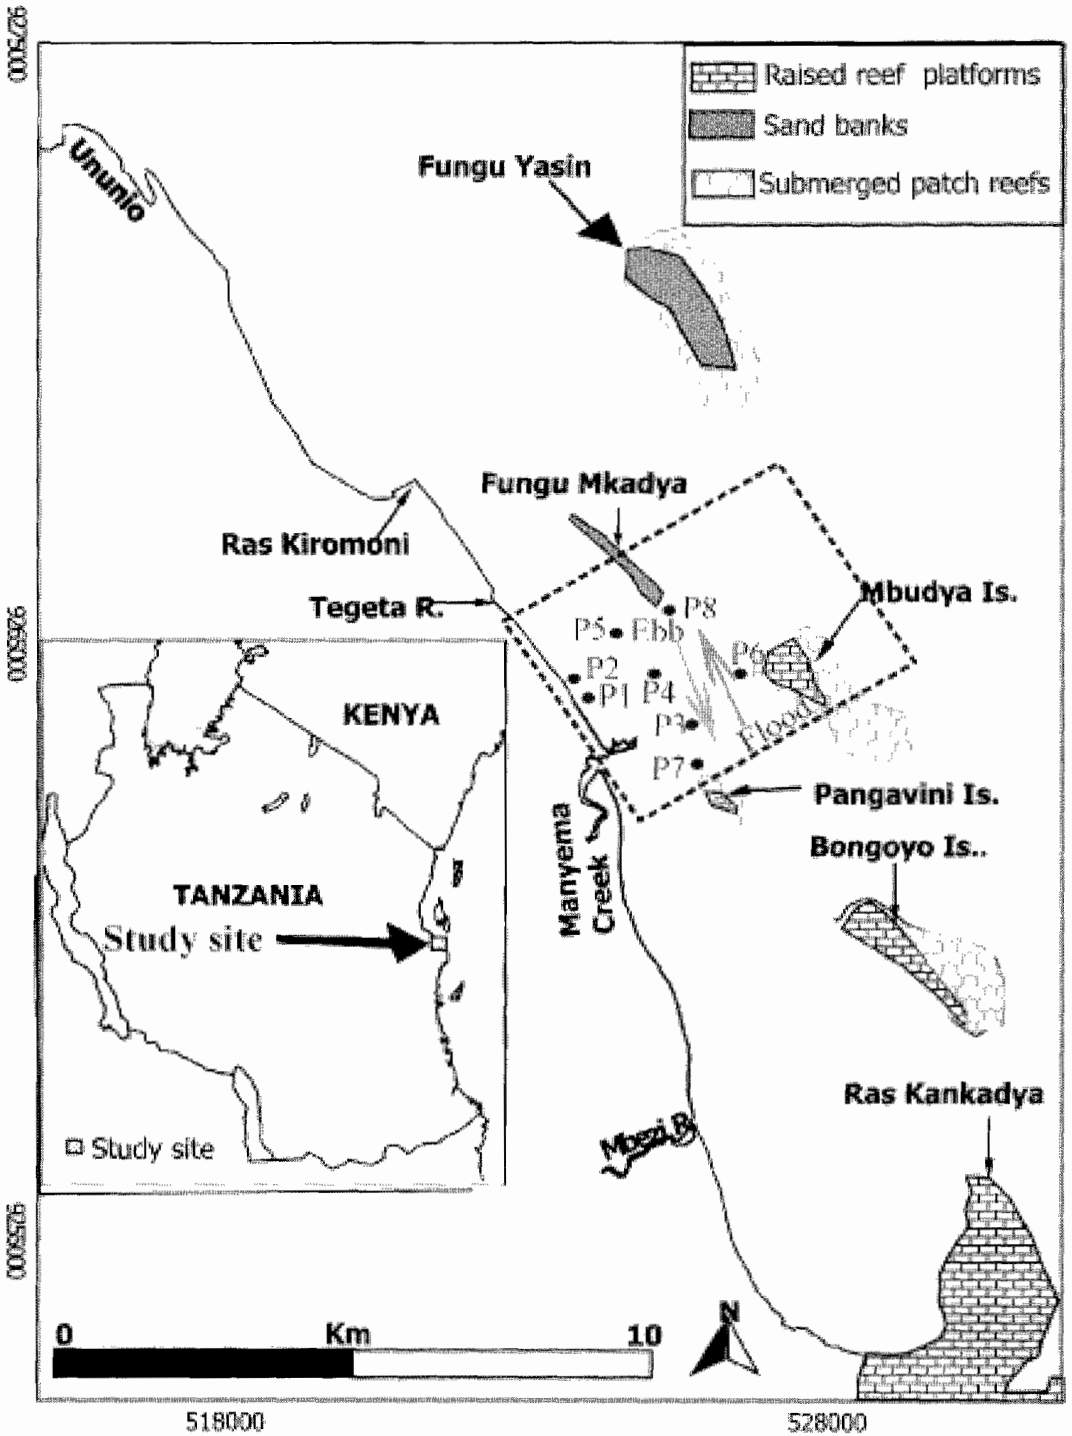 9275000
Raised reef platforms
Sand banks
Submerged patch reefs
Ununio
Fungu Yasin
Fungu Mkadya
Ras Kiromoni
Mbudya Is.
Tegeta R.
P8
P5
Ebb
P6
P2
P1
P4
P3
Flood
P7
9265000
KENYA
Pangavini Is.
Manyema
Creek
Bongoyo Is..
TANZANIA
Study site
Ras Kankadya
Mbezi R.
Study site
9255000
N
0 Km 10
518000
528000